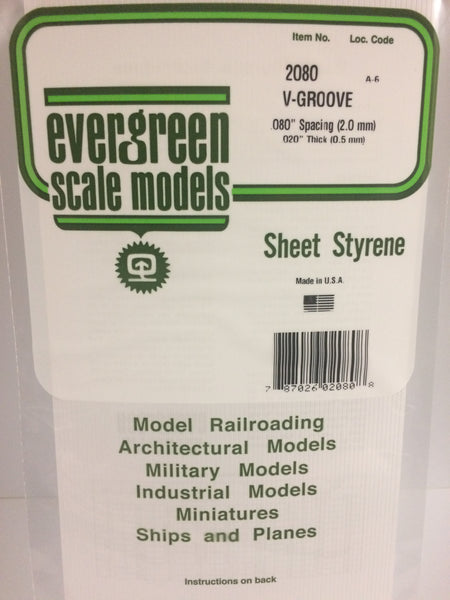 Item No. Loc. Code
2080 A-6
V-GROOVE
.080" Spacing (2.0 mm)
.020" Thick (0.5 mm)
evergreen
scale models
Sheet Styrene
Made in U.S.A.
7 87026 02080 8
Model Railroading
Architectural Models
Military Models
Industrial Models
Miniatures
Ships and Planes
Instructions on back